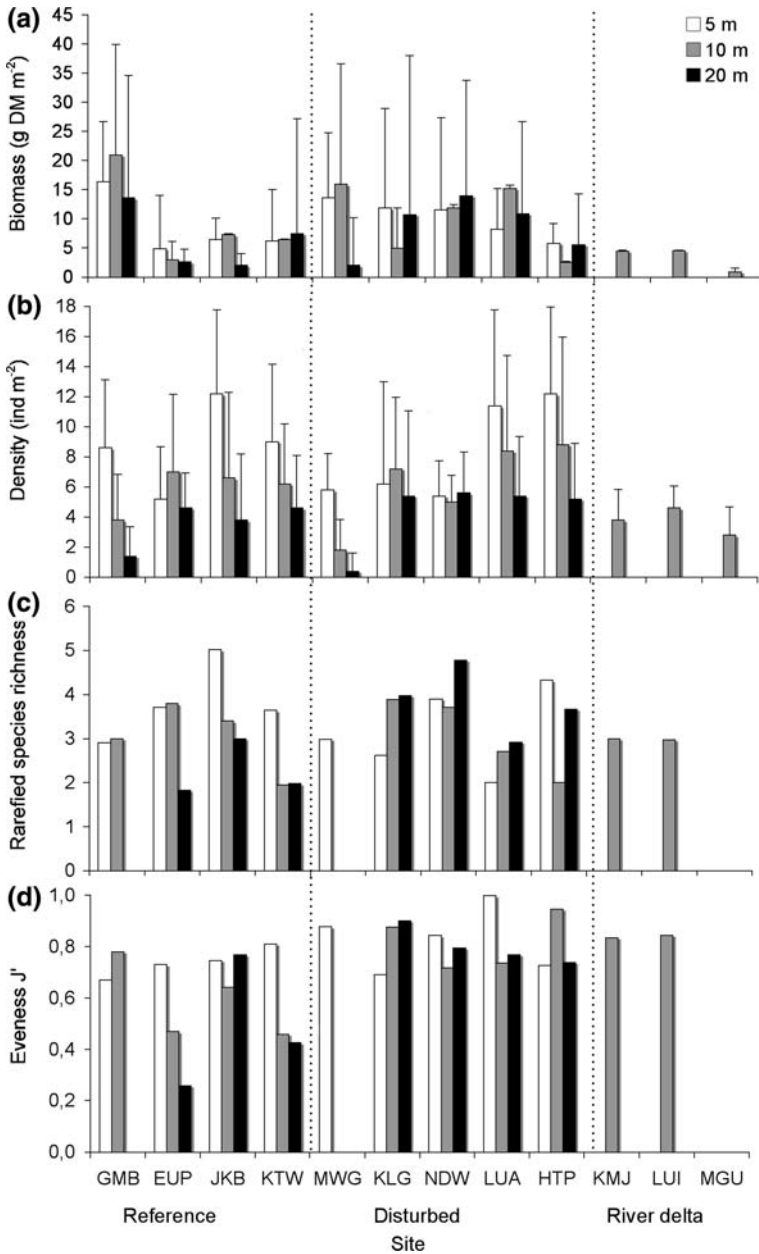 (a)
Biomass (g DM m-2)
45
40
35
30
25
20
15
10
5
0
5 m
10 m
20 m
(b)
Density (ind m-2)
18
16
14
12
10
8
6
4
2
0
(c)
Rarefied species richness
6
5
4
3
2
1
0
(d)
Eveness J'
1,0
0,8
0,6
0,4
0,2
0,0
GMB EUP JKB KTW MWG KLG NDW LUA HTP KMJ LUI MGU
Reference Disturbed River delta
Site